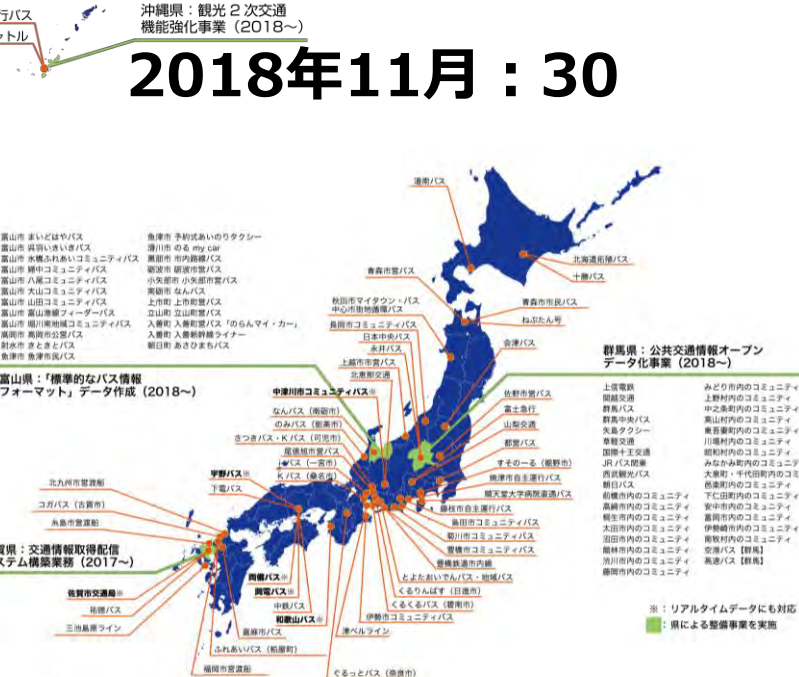 行バス
ャトル
沖縄県：観光２次交通
機能強化事業（2018～）
2018年11月：30
道南バス
富山市 まいどはやバス
富山市 呉羽いきいきバス
富山市 水橋ふれあいコミュニティバス
富山市 婦中コミュニティバス
富山市 八尾コミュニティバス
富山市 大山コミュニティバス
富山市 山田コミュニティバス
富山市 富山港線フィーダーバス
富山市 堀川南地域コミュニティバス
高岡市 高岡市公営バス
射水市 きときとバス
魚津市 魚津市民バス
魚津市 予約式あいのりタクシー
滑川市 のる my car
黒部市 市内路線バス
砺波市 砺波市営バス
小矢部市 小矢部市営バス
南砺市 なんバス
上市町 上市町営バス
立山町 立山町営バス
入善町 入善町営バス「のらんマイ・カー」
入善町 入善新幹線ライナー
朝日町 あさひまちバス
富山県：「標準的なバス情報
フォーマット」データ作成（2018～）
北海道拓殖バス
十勝バス
青森市営バス
青森市市民バス
ねぶたん号
秋田市マイタウン・バス
中心市街地循環バス
長岡市コミュニティバス
日本中央バス
永井バス
上越市市営バス
北恵那交通
中津川市コミュニティバス※
会津バス
なんバス（南砺市）
のみバス（能美市）
さつきバス・Ｋバス（可児市）
尾張旭市営バス
i-バス（一宮市）
Ｋバス（桑名市）
宇野バス※
下電バス
佐野市営バス
富士急行
山梨交通
都営バス
すそのーる（裾野市）
焼津市自主運行バス
順天堂大学病院直通バス
藤枝市自主運行バス
島田市コミュニティバス
菊川市コミュニティバス
豊橋市コミュニティバス
豊橋鉄道市内線
とよたおいでんバス・地域バス
くるりんばす（日進市）
くるくるバス（碧南市）
伊勢市コミュニティバス
津ベルライン
ぐるっとバス（奈良市）
群馬県：公共交通情報オープン
データ化事業（2018～）
上信電鉄
関越交通
群馬バス
群馬中央バス
矢島タクシー
草軽交通
国際十王交通
JRバス関東
西武観光バス
朝日バス
前橋市内のコミュニティ
高崎市内のコミュニティ
桐生市内のコミュニティ
太田市内のコミュニティ
沼田市内のコミュニティ
館林市内のコミュニティ
渋川市内のコミュニティ
藤岡市内のコミュニティ
みどり市内のコミュニティ
上野村内のコミュニティ
中之条町内のコミュニティ
高山村内のコミュニティ
東吾妻町内のコミュニティ
川場村内のコミュニティ
昭和村内のコミュニティ
みなかみ町内のコミュニティ
大泉町・千代田町内のコミ
邑楽町内のコミュニティ
下仁田町内のコミュニティ
安中市内のコミュニティ
富岡市内のコミュニティ
伊勢崎市内のコミュニティ
南牧村内のコミュニティ
空港バス【群馬】
高速バス【群馬】
北九州市営渡船
コガバス（古賀市）
糸島市営渡船
賀県：交通情報取得配信
ステム構築業務（2017～）
佐賀市交通局※
祐徳バス
三池島原ライン
両備バス※
岡電バス※
中鉄バス
和歌山バス※
嘉麻市バス
ふれあいバス（粕屋町）
福岡市営渡船
※：リアルタイムデータにも対応
：県による整備事業を実施